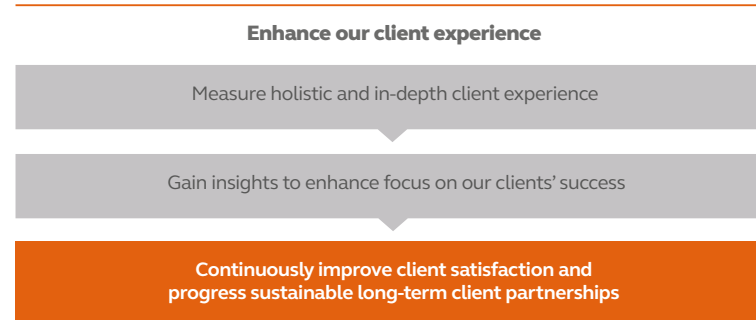 Enhance our client experience
Measure holistic and in-depth client experience
Gain insights to enhance focus on our clients’ success
Continuously improve client satisfaction and
progress sustainable long-term client partnerships